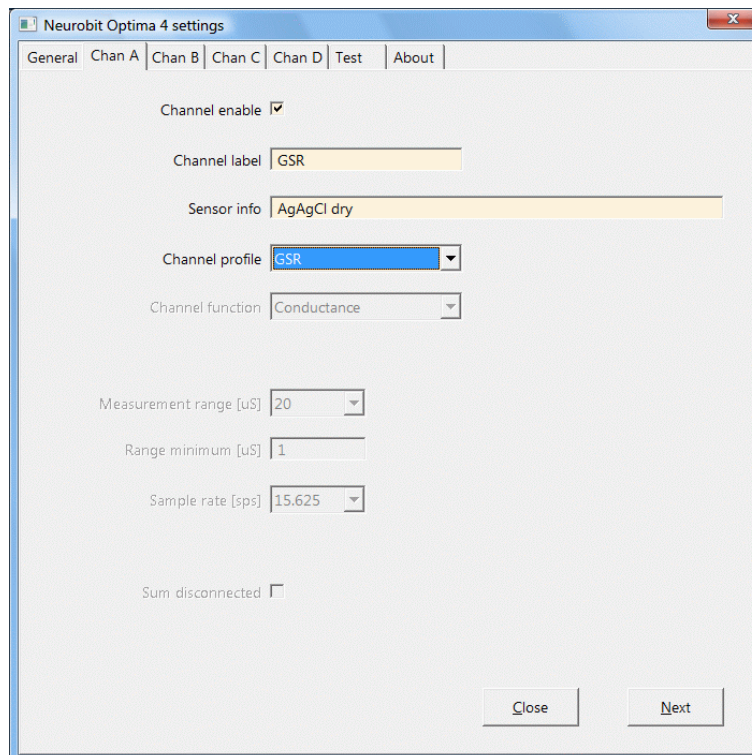 Neurobit Optima 4 settings
General Chan A Chan B Chan C Chan D Test About
Channel enable
Channel label GSR
Sensor info AgAgCl dry
Channel profile GSR
Channel function Conductance
Measurement range [uS] 20
Range minimum [uS] 1
Sample rate [sps] 15.625
Sum disconnected
Close Next